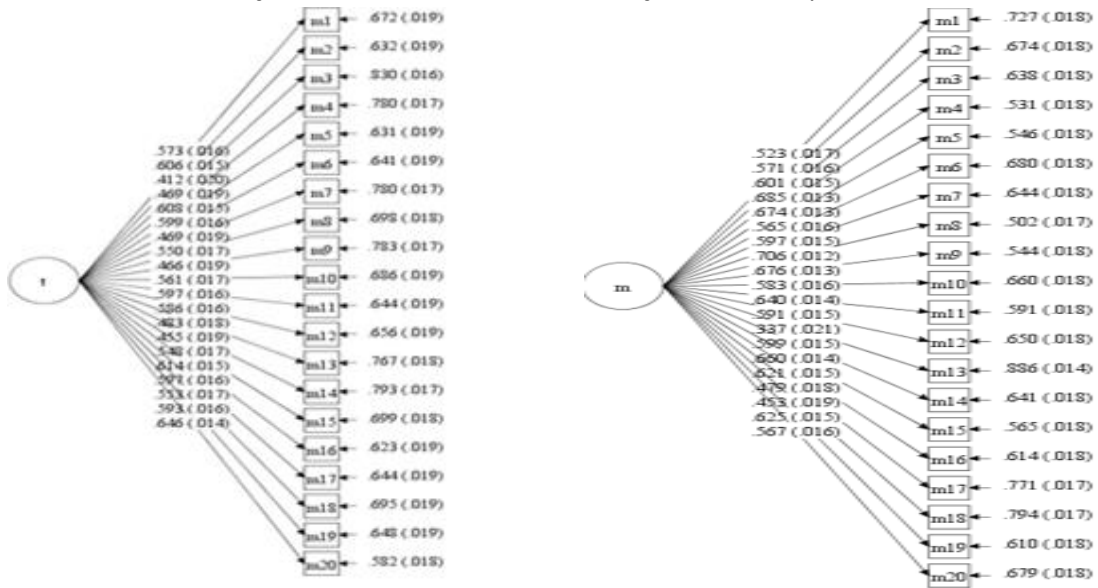 m1 .672 (.019)
m2 .632 (.019)
m3 .830 (.016)
m4 .780 (.017)
m5 .631 (.019)
m6 .641 (.019)
m7 .780 (.017)
m8 .698 (.018)
m9 .783 (.017)
m10 .686 (.019)
m11 .644 (.019)
m12 .656 (.019)
m13 .767 (.018)
m14 .793 (.017)
m15 .699 (.018)
m16 .623 (.019)
m17 .644 (.019)
m18 .695 (.019)
m19 .648 (.019)
m20 .582 (.018)
.573 (.016)
.606 (.015)
.412 (.020)
.469 (.019)
.608 (.015)
.599 (.016)
.469 (.019)
.550 (.017)
.466 (.019)
.561 (.017)
.597 (.016)
.586 (.016)
.483 (.018)
.455 (.019)
.548 (.017)
.614 (.015)
.597 (.016)
.553 (.017)
.593 (.016)
.646 (.014)
t
m1 .727 (.018)
m2 .674 (.018)
m3 .638 (.018)
m4 .531 (.018)
m5 .546 (.018)
m6 .680 (.018)
m7 .644 (.018)
m8 .502 (.017)
m9 .544 (.018)
m10 .660 (.018)
m11 .591 (.018)
m12 .650 (.018)
m13 .886 (.014)
m14 .641 (.018)
m15 .565 (.018)
m16 .614 (.018)
m17 .771 (.017)
m18 .794 (.017)
m19 .610 (.018)
m20 .679 (.018)
.523 (.017)
.571 (.016)
.601 (.015)
.685 (.013)
.674 (.013)
.565 (.016)
.597 (.015)
.706 (.012)
.676 (.013)
.583 (.016)
.640 (.014)
.591 (.015)
.337 (.021)
.599 (.015)
.660 (.014)
.621 (.015)
.479 (.018)
.453 (.019)
.625 (.015)
.567 (.016)
m